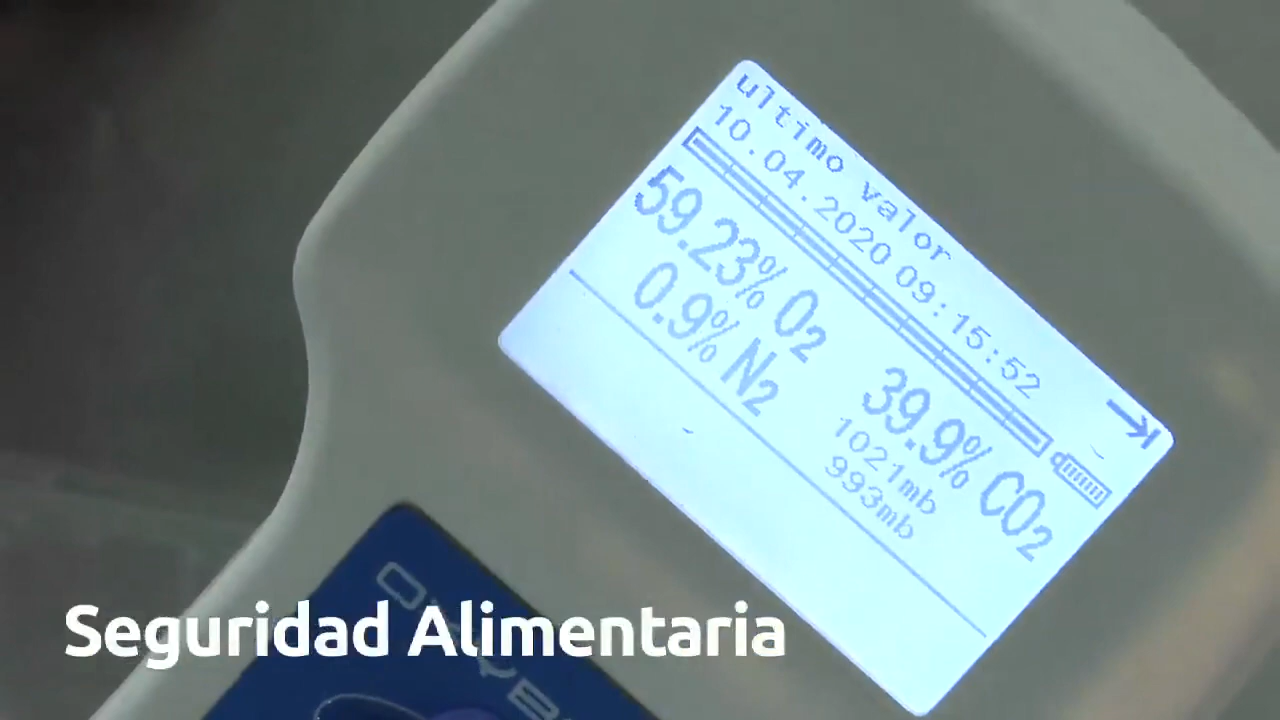 ultimo valor
10.04.2020 09:15:52
59.23% O₂
39.9% CO₂
0.9% N₂
1021mb
993mb
Seguridad Alimentaria